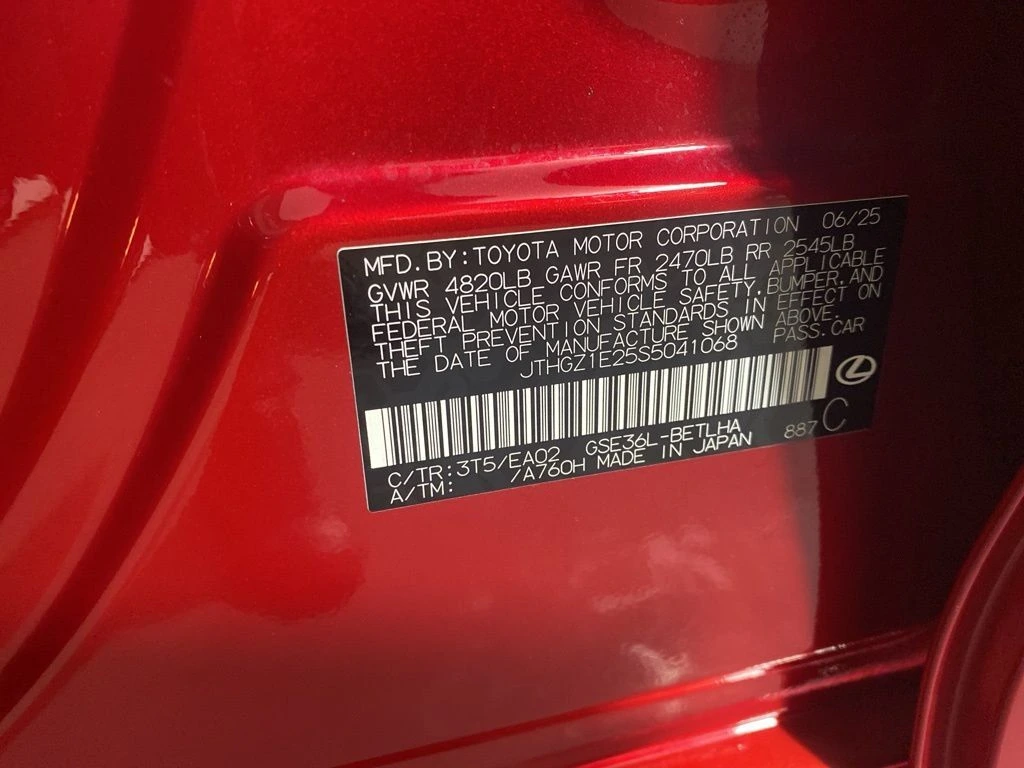 MFD.BY:TOYOTA MOTOR CORPORATION 06/25
GVWR 4820LB GAWR FR 2470LB RR 2545LB
THIS VEHICLE CONFORMS TO ALL APPLICABLE
FEDERAL MOTOR VEHICLE SAFETY,BUMPER,AND
THEFT PREVENTION STANDARDS IN EFFECT ON
THE DATE OF MANUFACTURE SHOWN ABOVE.
JTHGZ1E25S5041068 PASS.CAR
C/TR:3T5/EA02 GSE36L-BETLHA 887 C
A/TM: /A760H MADE IN JAPAN